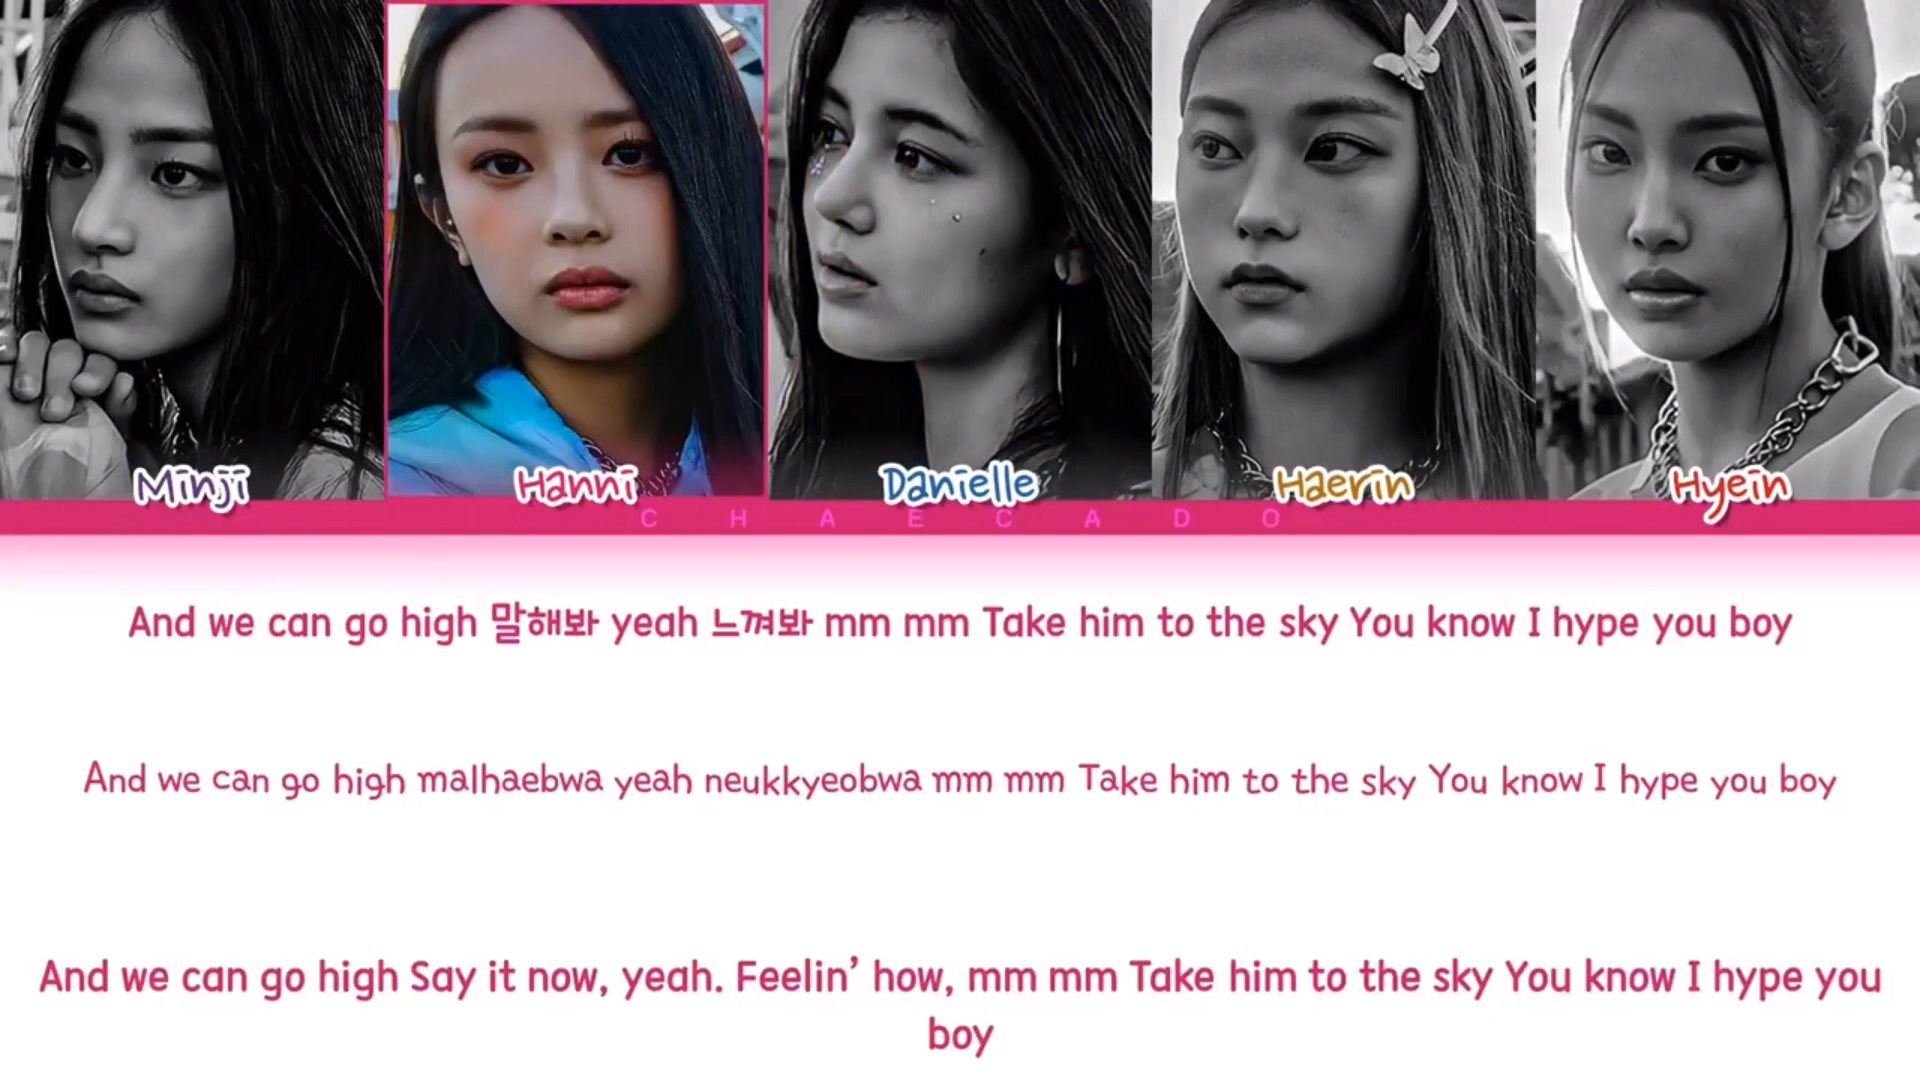 Minji
Hanni
Danielle
Haerin
Hyein
CHAECADO
And we can go high 말해봐 yeah 느껴봐 mm mm Take him to the sky You know I hype you boy
And we can go high malhaebwa yeah neukkyeobwa mm mm Take him to the sky You know I hype you boy
And we can go high Say it now, yeah. Feelin’ how, mm mm Take him to the sky You know I hype you
boy